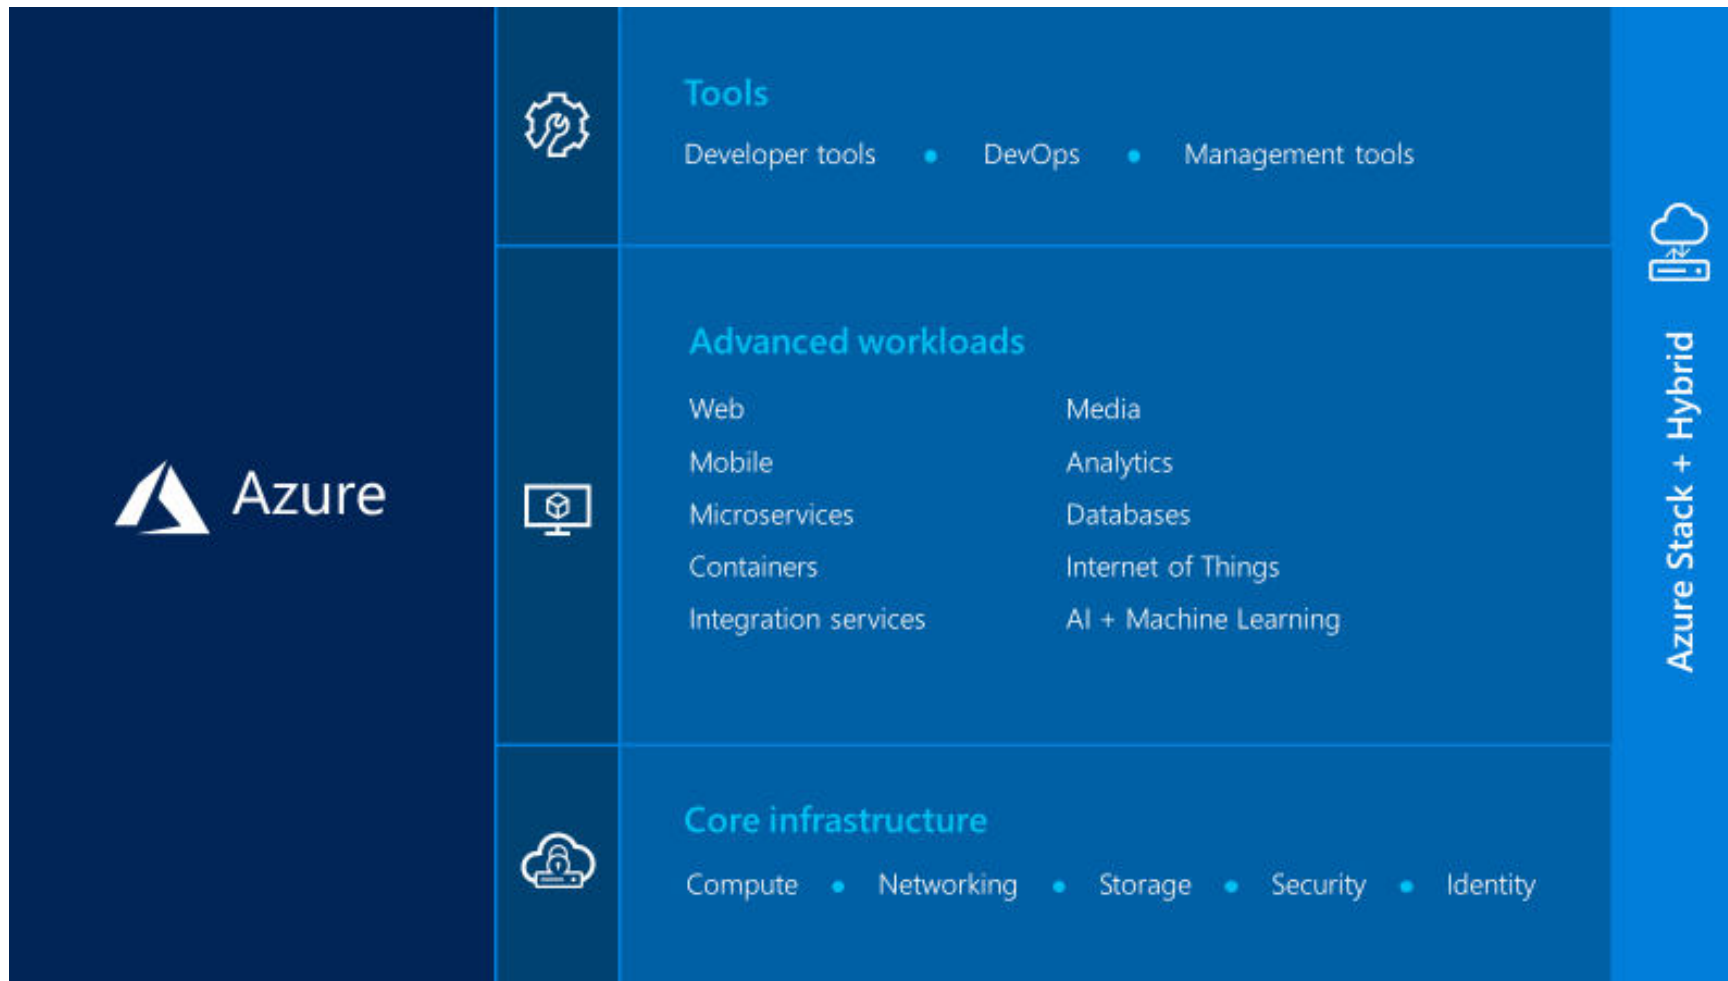 Azure
Tools
Developer tools • DevOps • Management tools
Advanced workloads
Web
Mobile
Microservices
Containers
Integration services
Media
Analytics
Databases
Internet of Things
AI + Machine Learning
Core infrastructure
Compute • Networking • Storage • Security • Identity
Azure Stack + Hybrid